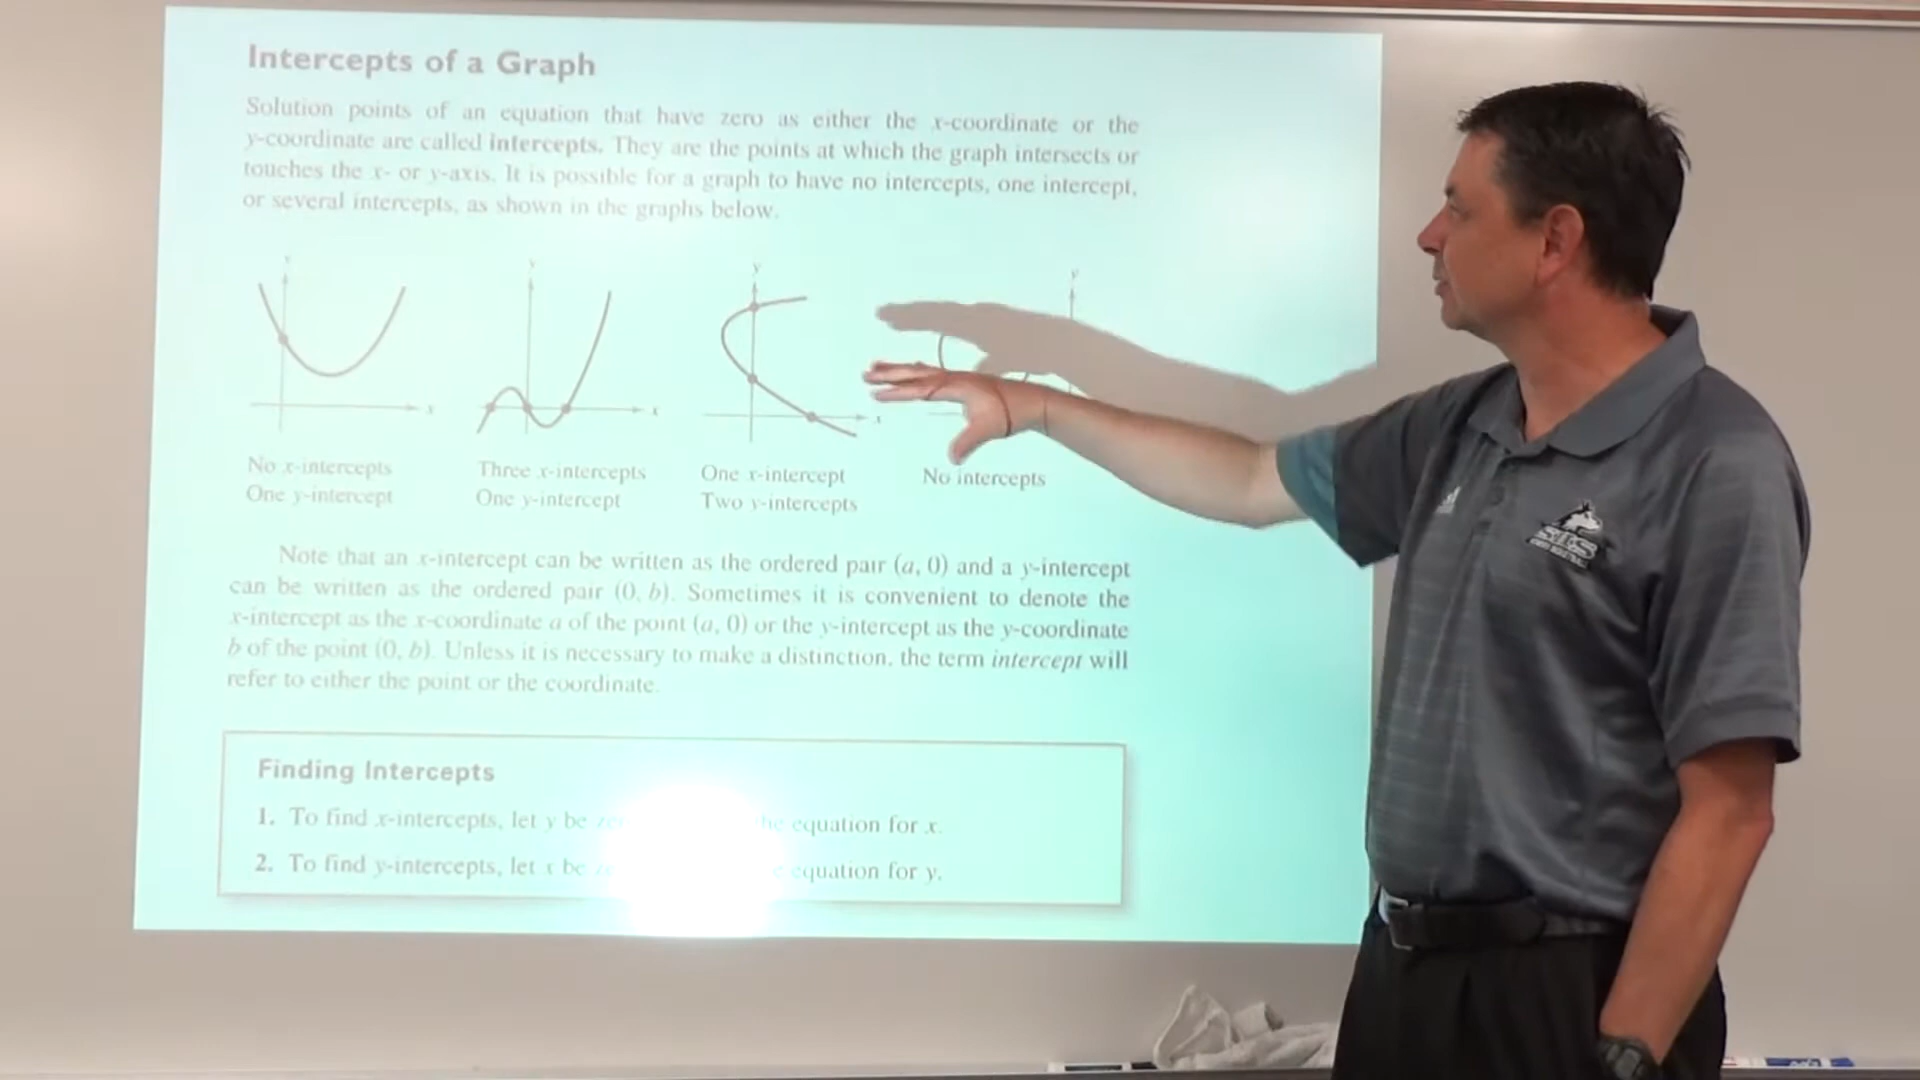 Intercepts of a Graph
Solution points of an equation that have zero as either the x-coordinate or the
y-coordinate are called intercepts. They are the points at which the graph intersects or
touches the x- or y-axis. It is possible for a graph to have no intercepts, one intercept,
or several intercepts, as shown in the graphs below.
y
y
y
y
x
x
x
No x-intercepts
One y-intercept
Three x-intercepts
One y-intercept
One x-intercept
Two y-intercepts
No intercepts
Note that an x-intercept can be written as the ordered pair (a, 0) and a y-intercept
can be written as the ordered pair (0, b). Sometimes it is convenient to denote the
x-intercept as the x-coordinate a of the point (a, 0) or the y-intercept as the y-coordinate
b of the point (0, b). Unless it is necessary to make a distinction, the term intercept will
refer to either the point or the coordinate.
Finding Intercepts
1. To find x-intercepts, let y be equation for x.
2. To find y-intercepts, let x be equation for y.